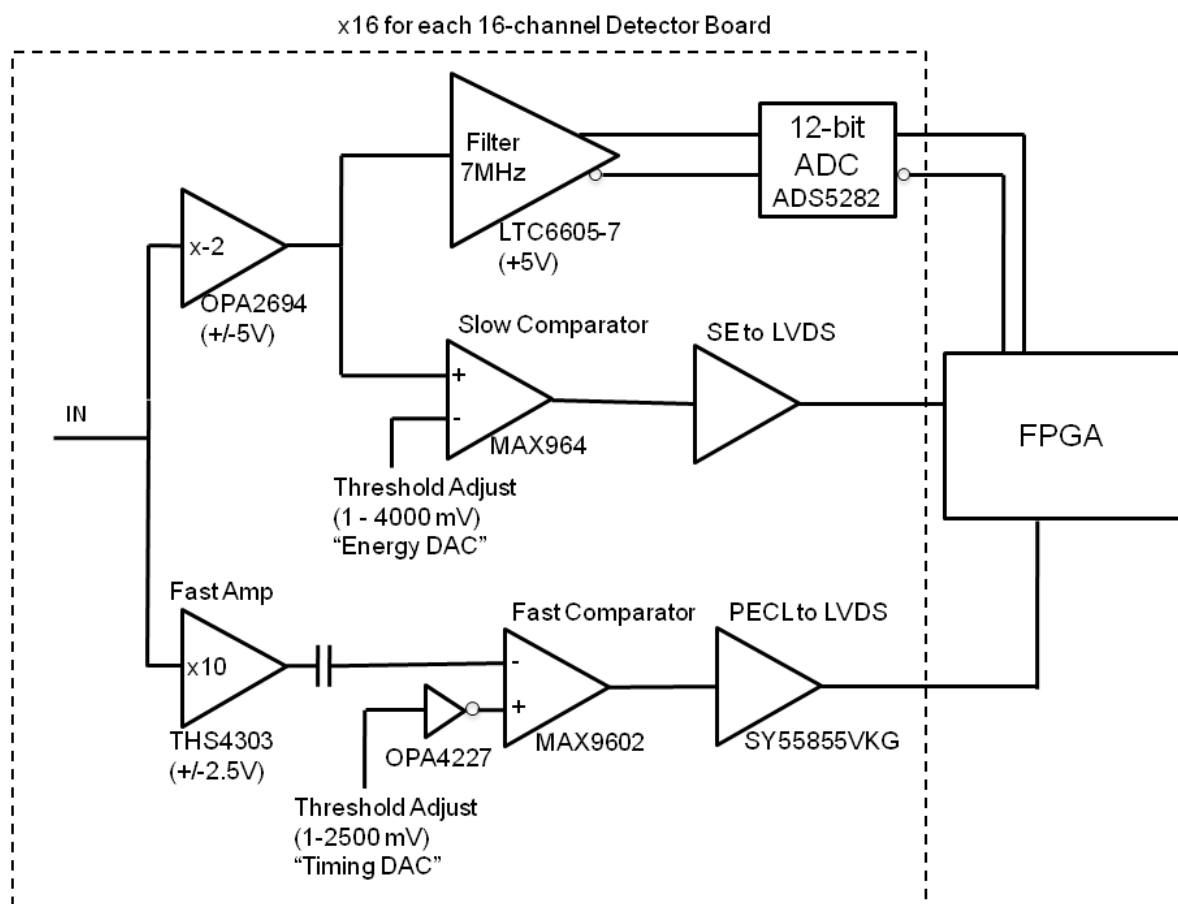 x16 for each 16-channel Detector Board
Filter
7MHz
LTC6605-7
(+5V)
12-bit
ADC
ADS5282
x-2
OPA2694
(+/-5V)
Slow Comparator
+
-
MAX964
SE to LVDS
Threshold Adjust
(1 - 4000 mV)
“Energy DAC”
IN
FPGA
Fast Amp
x10
THS4303
(+/-2.5V)
Fast Comparator
-
+
MAX9602
OPA4227
PECL to LVDS
SY55855VKG
Threshold Adjust
(1-2500 mV)
“Timing DAC”